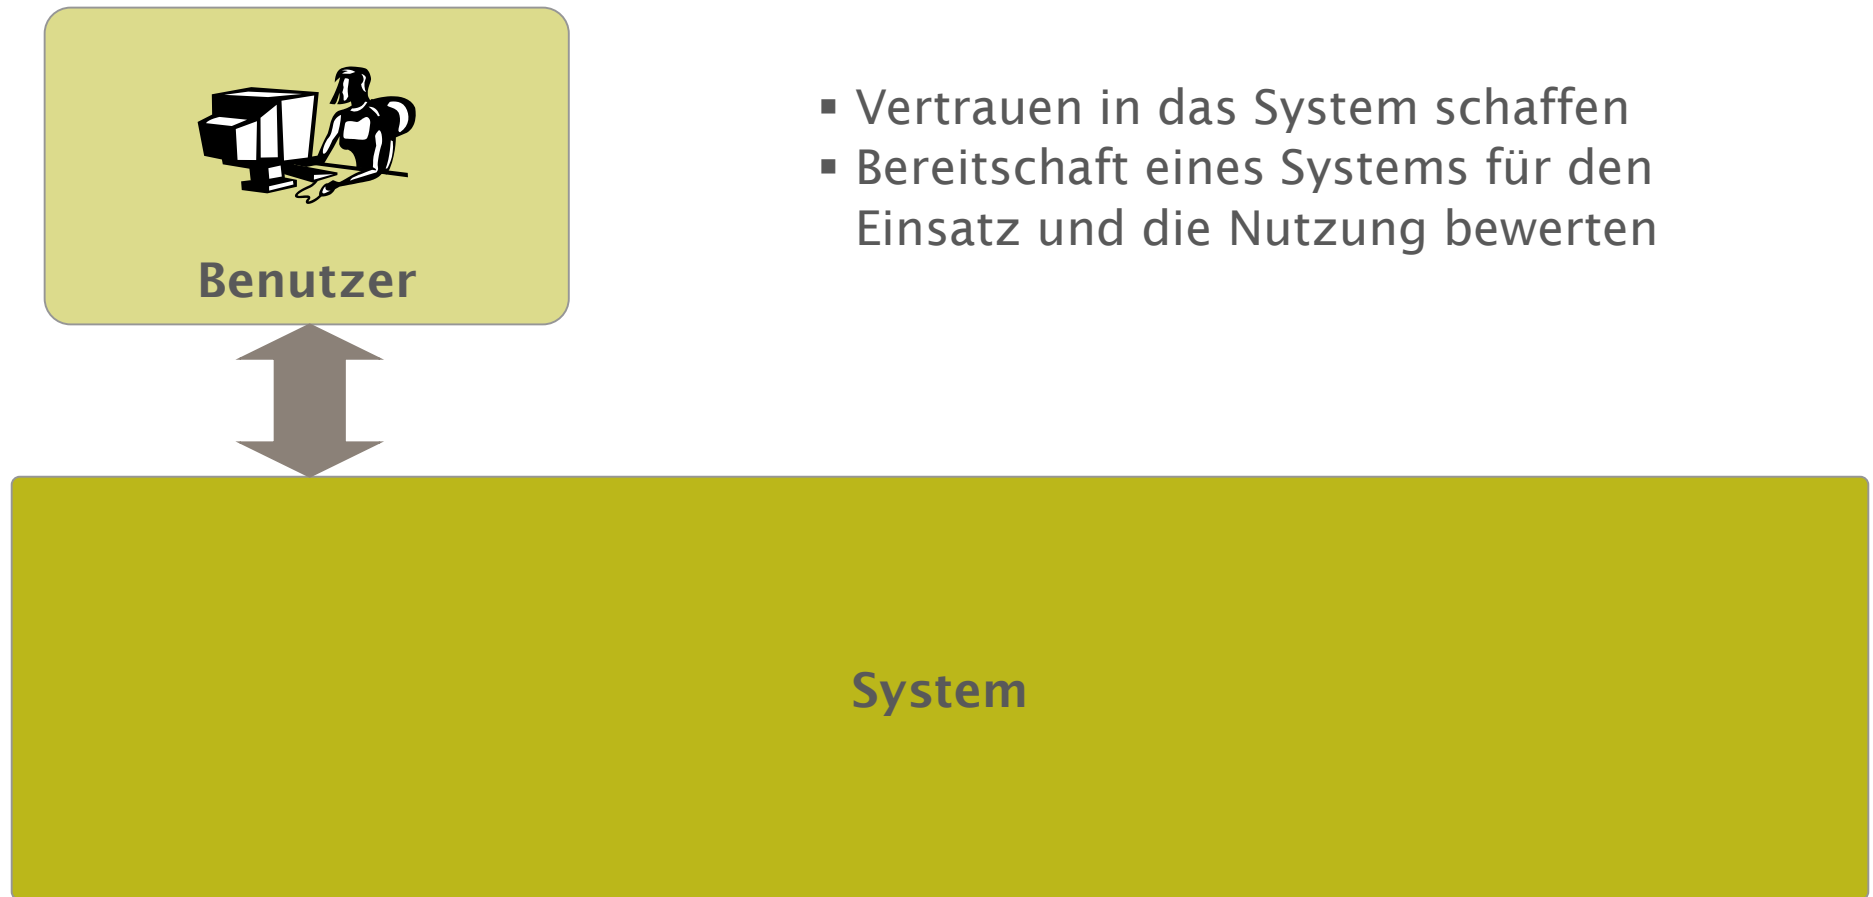 ▪ Vertrauen in das System schaffen
▪ Bereitschaft eines Systems für den
Einsatz und die Nutzung bewerten
Benutzer
System